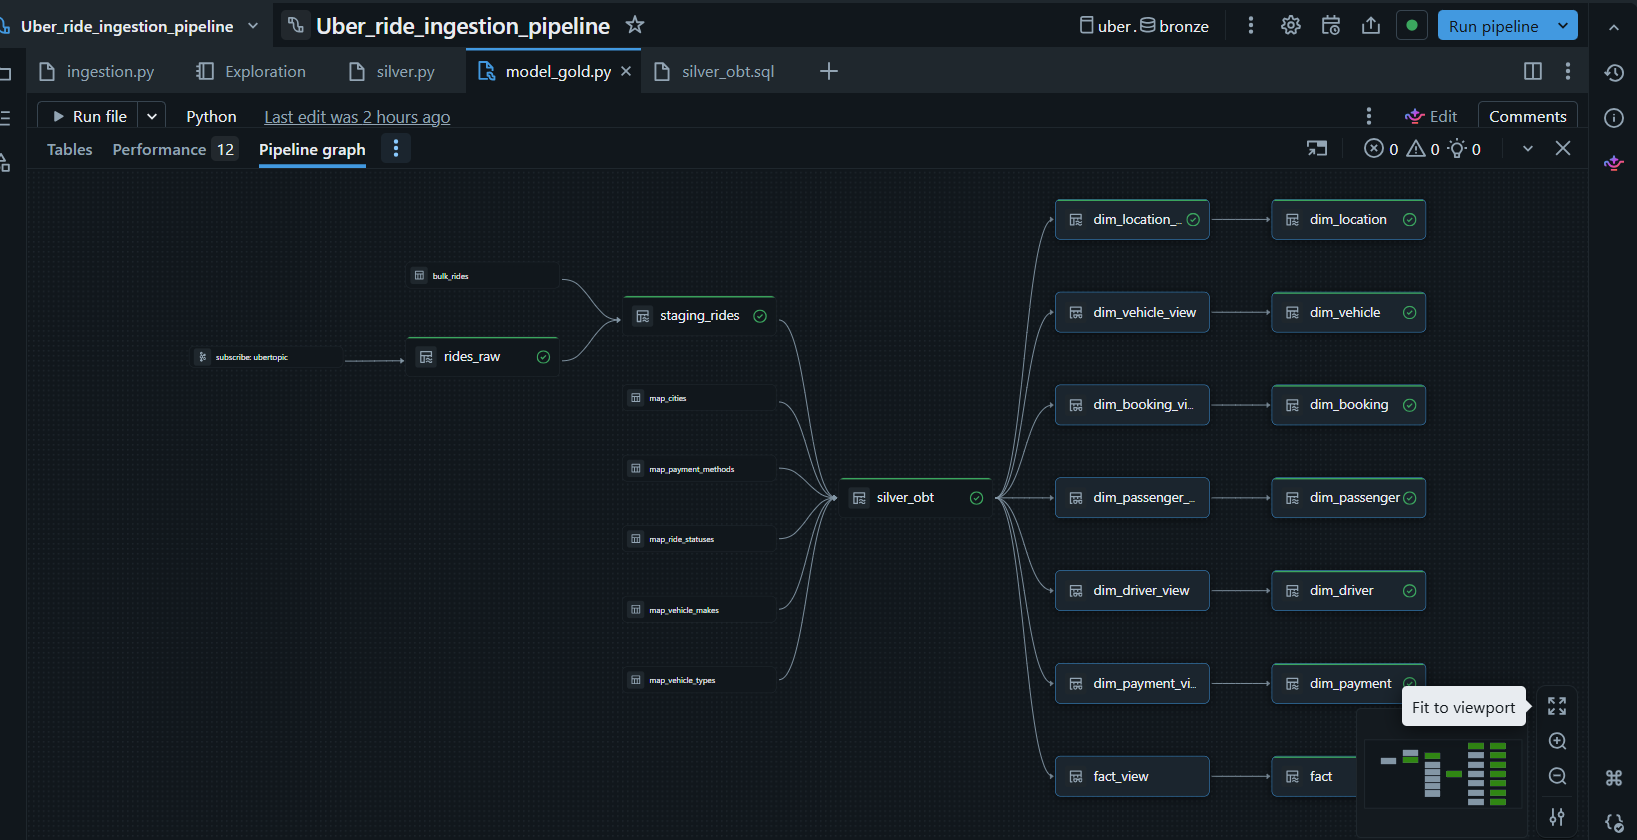 Uber_ride_ingestion_pipeline
Uber_ride_ingestion_pipeline
uber . bronze
Run pipeline
ingestion.py
Exploration
silver.py
model_gold.py
silver_obt.sql
Run file
Python
Last edit was 2 hours ago
Edit
Comments
Tables
Performance 12
Pipeline graph
0 0 0
dim_location_...
dim_location
bulk_rides
staging_rides
dim_vehicle_view
dim_vehicle
subscribe: ubertopic
rides_raw
map_cities
dim_booking_vi...
dim_booking
map_payment_methods
silver_obt
dim_passenger_...
dim_passenger
map_ride_statuses
dim_driver_view
dim_driver
map_vehicle_makes
map_vehicle_types
dim_payment_vi...
dim_payment
Fit to viewport
fact_view
fact